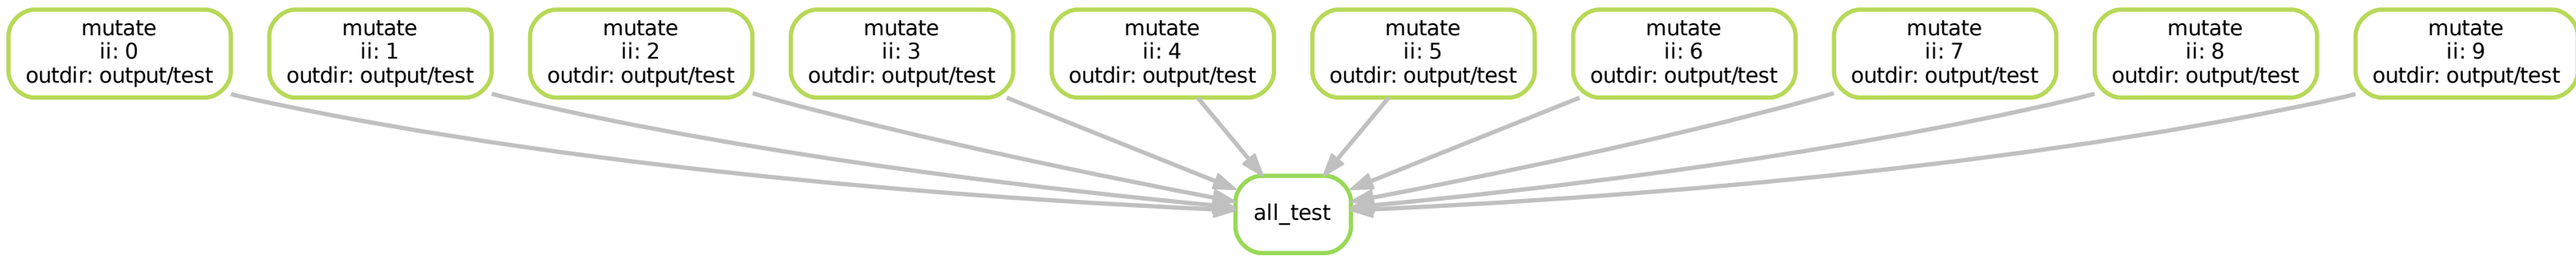 mutate
ii: 0
outdir: output/test
mutate
ii: 1
outdir: output/test
mutate
ii: 2
outdir: output/test
mutate
ii: 3
outdir: output/test
mutate
ii: 4
outdir: output/test
mutate
ii: 5
outdir: output/test
mutate
ii: 6
outdir: output/test
mutate
ii: 7
outdir: output/test
mutate
ii: 8
outdir: output/test
mutate
ii: 9
outdir: output/test
all_test